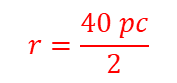 r = 40 pc / 2